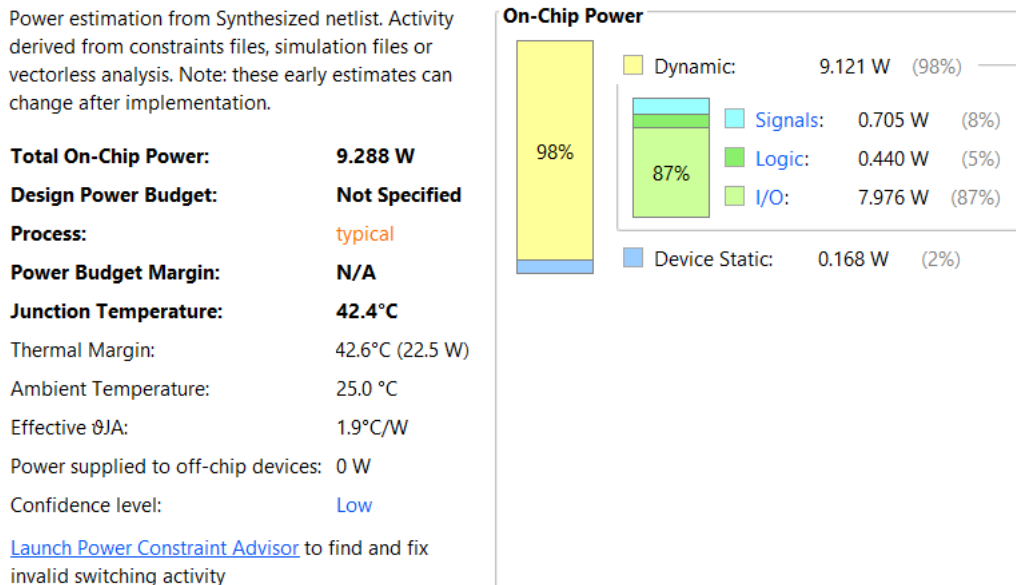 Power estimation from Synthesized netlist. Activity
derived from constraints files, simulation files or
vectorless analysis. Note: these early estimates can
change after implementation.
Total On-Chip Power: 9.288 W
Design Power Budget: Not Specified
Process: typical
Power Budget Margin: N/A
Junction Temperature: 42.4°C
Thermal Margin: 42.6°C (22.5 W)
Ambient Temperature: 25.0 °C
Effective ϑJA: 1.9°C/W
Power supplied to off-chip devices: 0 W
Confidence level: Low
Launch Power Constraint Advisor to find and fix
invalid switching activity
On-Chip Power
98%
Dynamic: 9.121 W (98%)
87%
Signals: 0.705 W (8%)
Logic: 0.440 W (5%)
I/O: 7.976 W (87%)
Device Static: 0.168 W (2%)